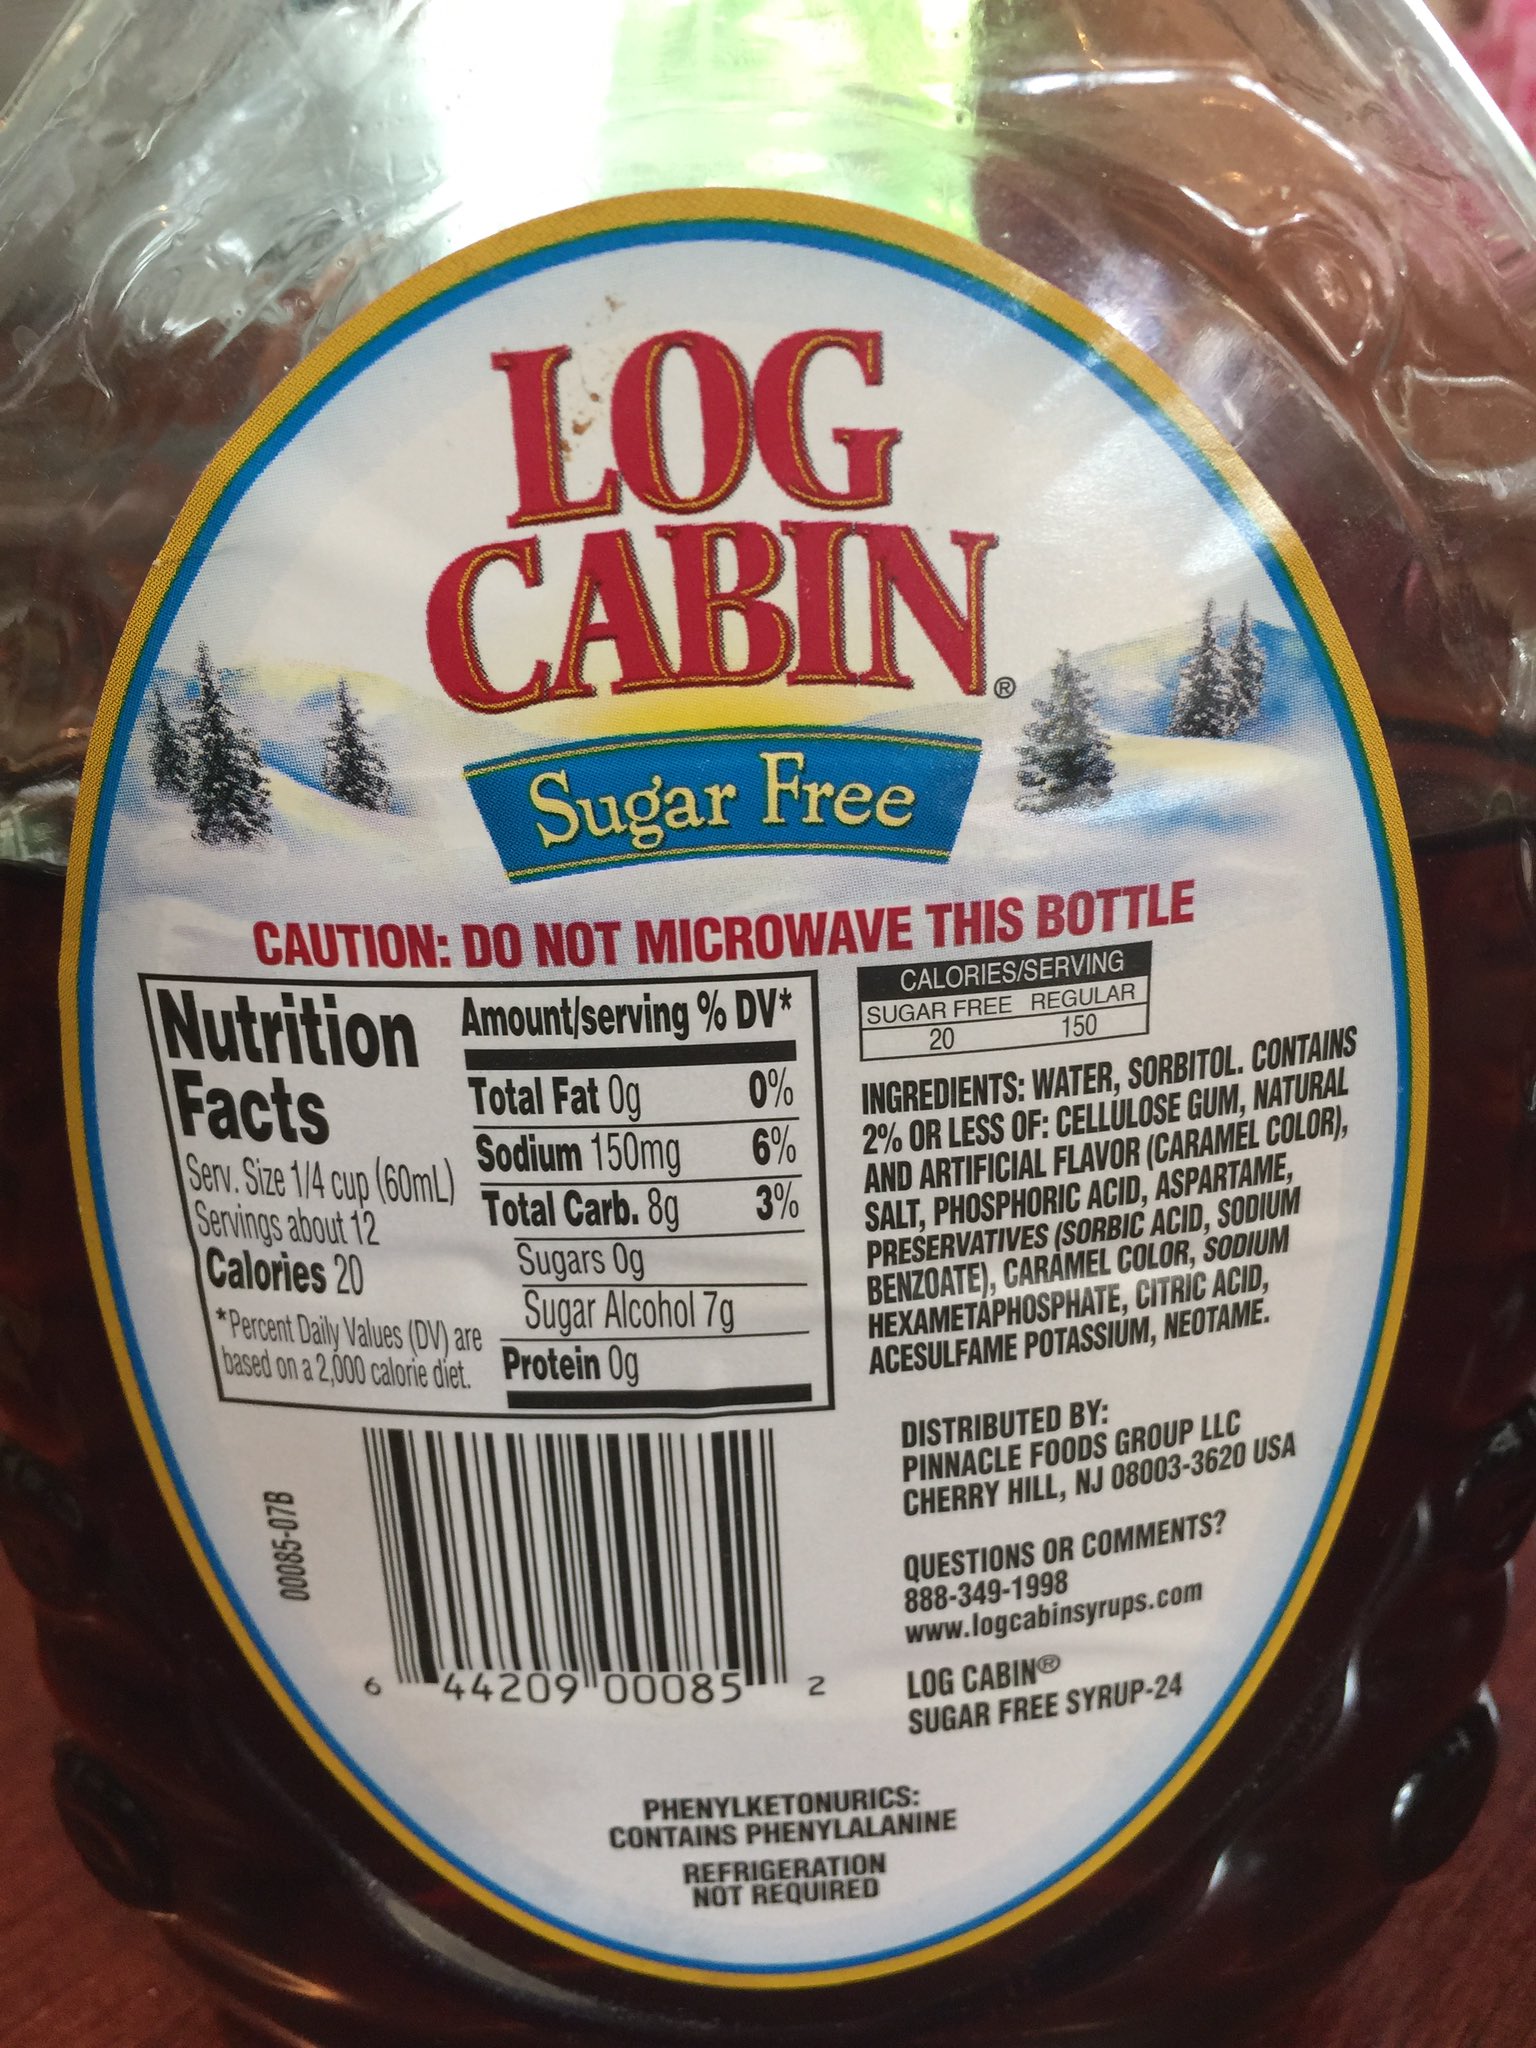 LOG
CABIN®
Sugar Free
CAUTION: DO NOT MICROWAVE THIS BOTTLE
Nutrition
Facts
Serv. Size 1/4 cup (60mL)
Servings about 12
Calories 20
*Percent Daily Values (DV) are
based on a 2,000 calorie diet.
Amount/serving % DV*
Total Fat 0g 0%
Sodium 150mg 6%
Total Carb. 8g 3%
Sugars 0g
Sugar Alcohol 7g
Protein 0g
CALORIES/SERVING
SUGAR FREE REGULAR
20 150
INGREDIENTS: WATER, SORBITOL. CONTAINS
2% OR LESS OF: CELLULOSE GUM, NATURAL
AND ARTIFICIAL FLAVOR (CARAMEL COLOR),
SALT, PHOSPHORIC ACID, ASPARTAME,
PRESERVATIVES (SORBIC ACID, SODIUM
BENZOATE), CARAMEL COLOR, SODIUM
HEXAMETAPHOSPHATE, CITRIC ACID,
ACESULFAME POTASSIUM, NEOTAME.
DISTRIBUTED BY:
PINNACLE FOODS GROUP LLC
CHERRY HILL, NJ 08003-3620 USA
QUESTIONS OR COMMENTS?
888-349-1998
www.logcabinsyrups.com
LOG CABIN®
SUGAR FREE SYRUP-24
00085-07B
6 44209 00085 2
PHENYLKETONURICS:
CONTAINS PHENYLALANINE
REFRIGERATION
NOT REQUIRED